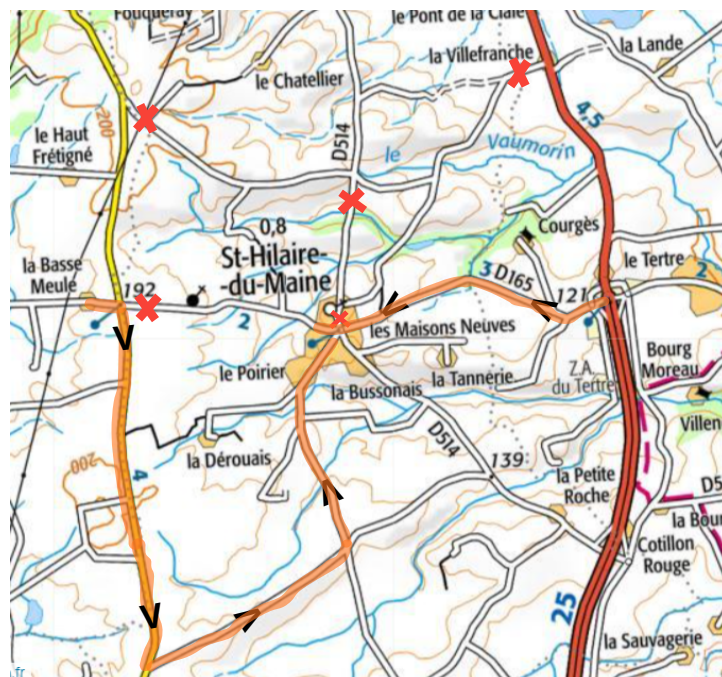 Fouqueray
le Pont de la Claie
la Villefranche
la Lande
le Chatellier
4,5
200
D514
le Haut
Frétigné
le Vaumorin
0,8
Courgès
St-Hilaire-
-du-Maine
la Basse
Meulé
192
3 D165
121
le Tertre
2
2
les Maisons Neuves
Z.A.
du Tertre
Bourg
Moreau
le Poirier
la Bussonais
la Tannerie
Villen
D514
la Dérouais
139
200
4
la Petite
Roche
D5
la Bour
Cotillon
Rouge
25
la Sauvagerie
.fr